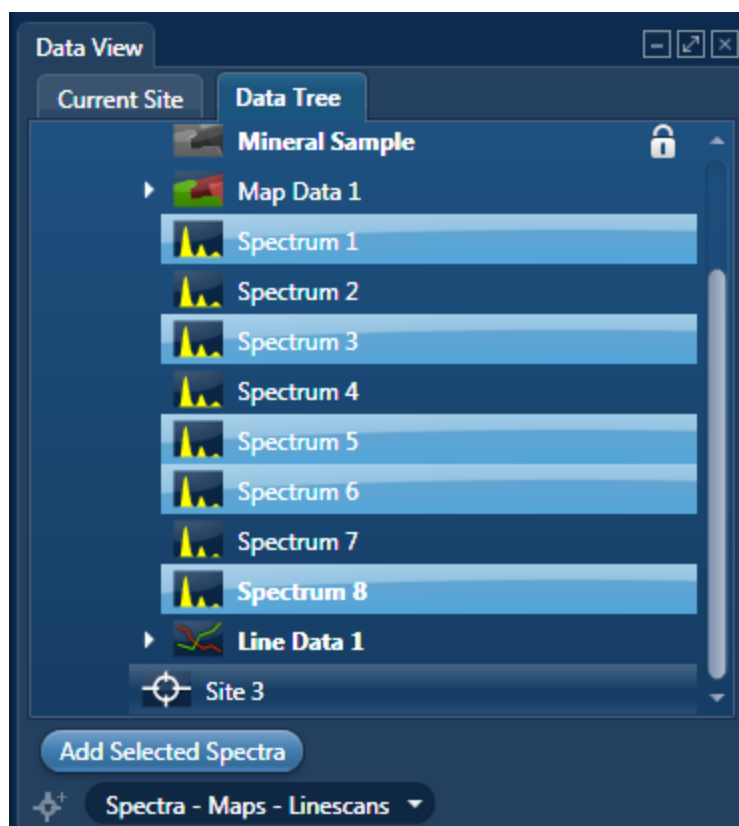 Data View
Current Site Data Tree
Mineral Sample
Map Data 1
Spectrum 1
Spectrum 2
Spectrum 3
Spectrum 4
Spectrum 5
Spectrum 6
Spectrum 7
Spectrum 8
Line Data 1
Site 3
Add Selected Spectra
Spectra - Maps - Linescans